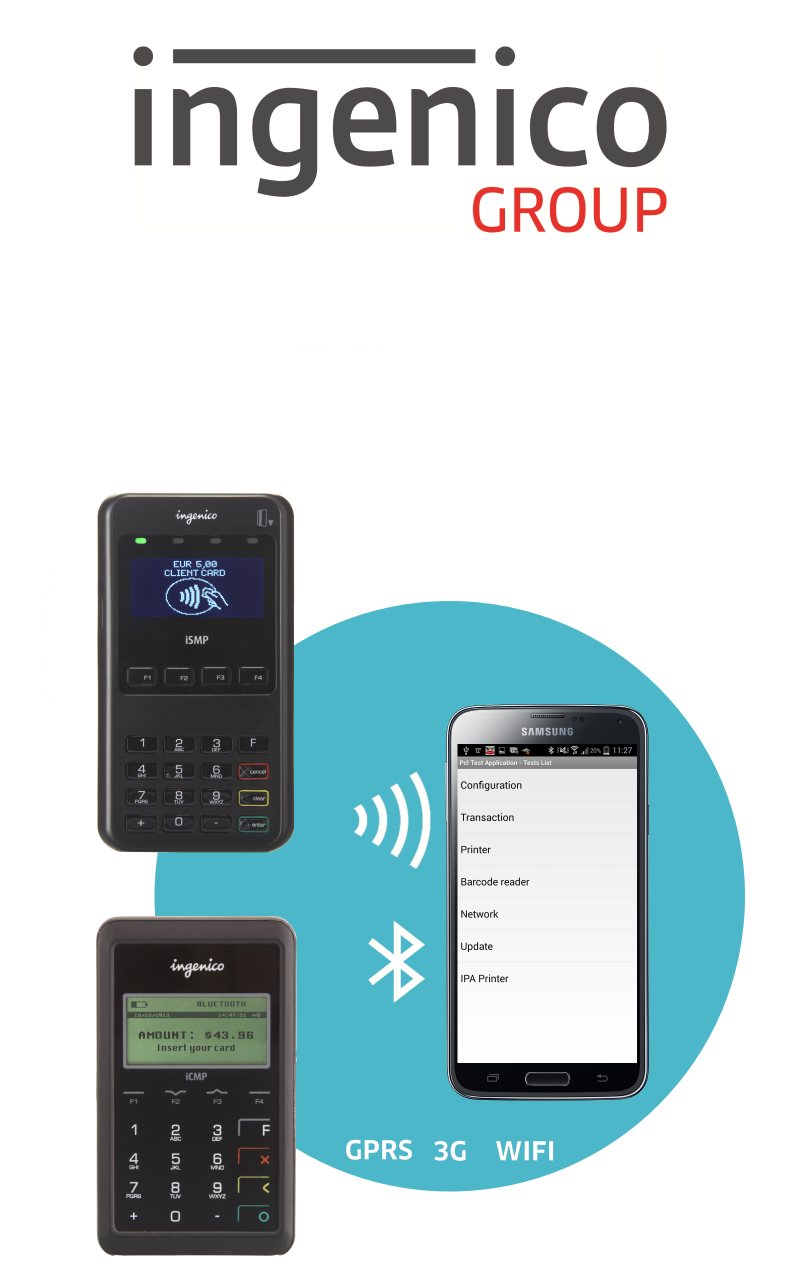 ingenico
GROUP
ingenico
EUR 5,00
CLIENT CARD
iSMP
F1 F2 F3 F4
1 2 ABC 3 DEF F
4 GHI 5 JKL 6 MNO cancel
7 PQRS 8 TUV 9 WXYZ clear
+ 0 - enter
SAMSUNG
20% 11:27
Pcl Test Application - Tests List
Configuration
Transaction
Printer
Barcode reader
Network
Update
IPA Printer
ingenico
BLUETOOTH
14:47:51
AMOUNT: $43.96
Insert your card
iCMP
F1 F2 F3 F4
1 2 ABC 3 DEF F
4 GHI 5 JKL 6 MNO X
7 PQRS 8 TUV 9 WXYZ <
+ 0 - O
GPRS 3G WIFI